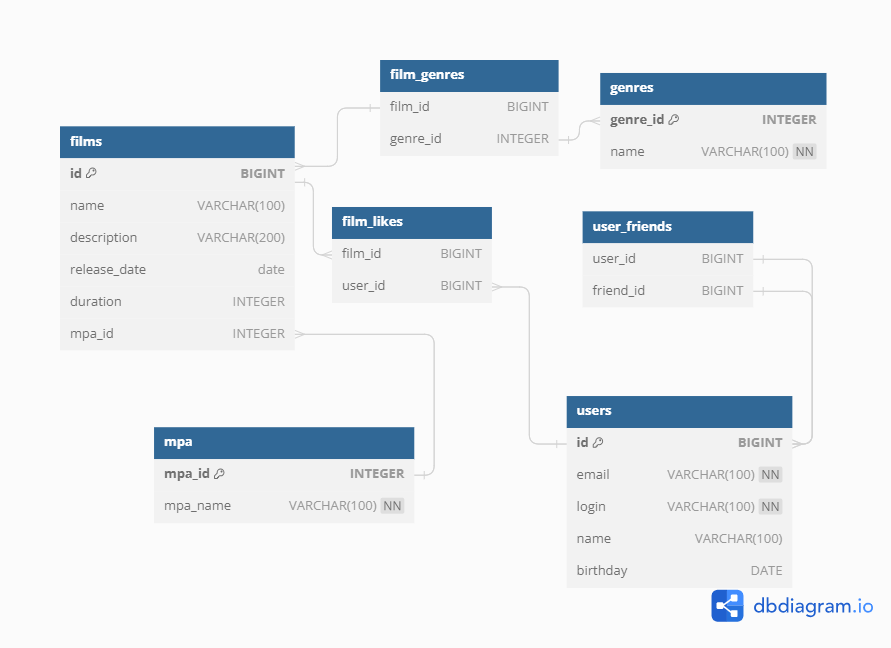 films
id BIGINT
name VARCHAR(100)
description VARCHAR(200)
release_date date
duration INTEGER
mpa_id INTEGER
film_genres
film_id BIGINT
genre_id INTEGER
genres
genre_id INTEGER
name VARCHAR(100) NN
film_likes
film_id BIGINT
user_id BIGINT
user_friends
user_id BIGINT
friend_id BIGINT
mpa
mpa_id INTEGER
mpa_name VARCHAR(100) NN
users
id BIGINT
email VARCHAR(100) NN
login VARCHAR(100) NN
name VARCHAR(100)
birthday DATE
dbdiagram.io